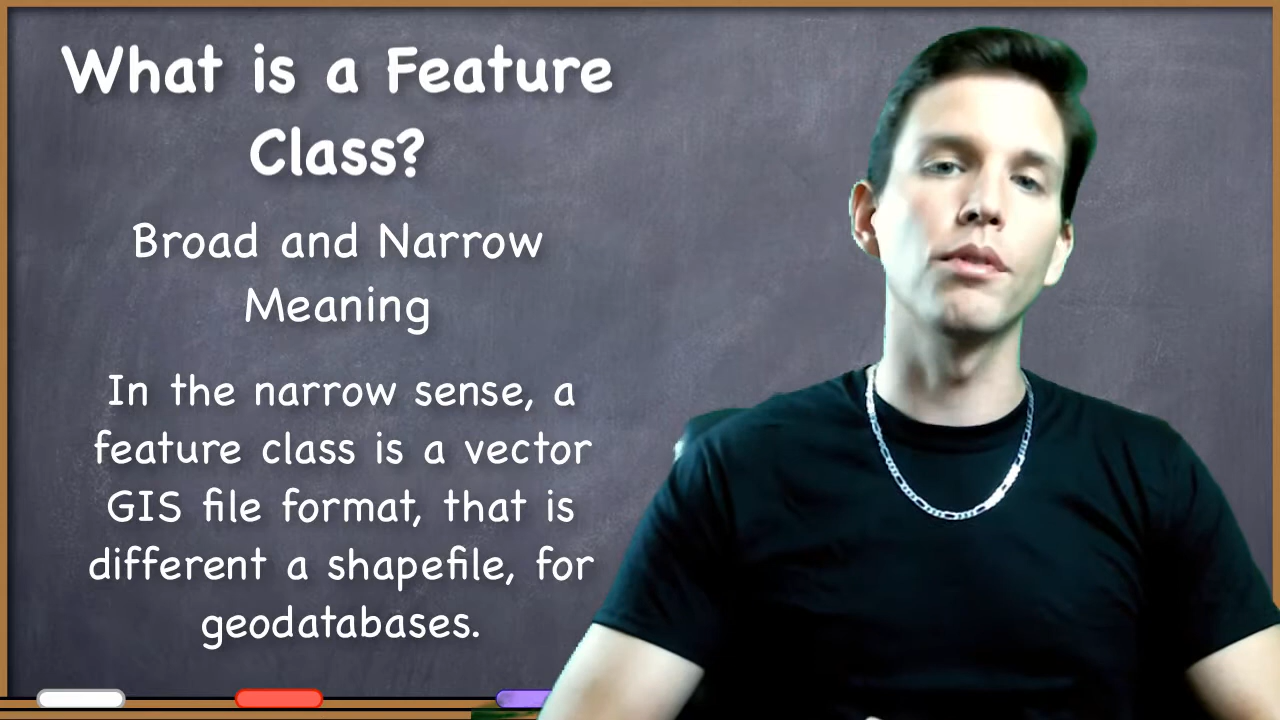 What is a Feature
Class?
Broad and Narrow
Meaning
In the narrow sense, a
feature class is a vector
GIS file format, that is
different a shapefile, for
geodatabases.